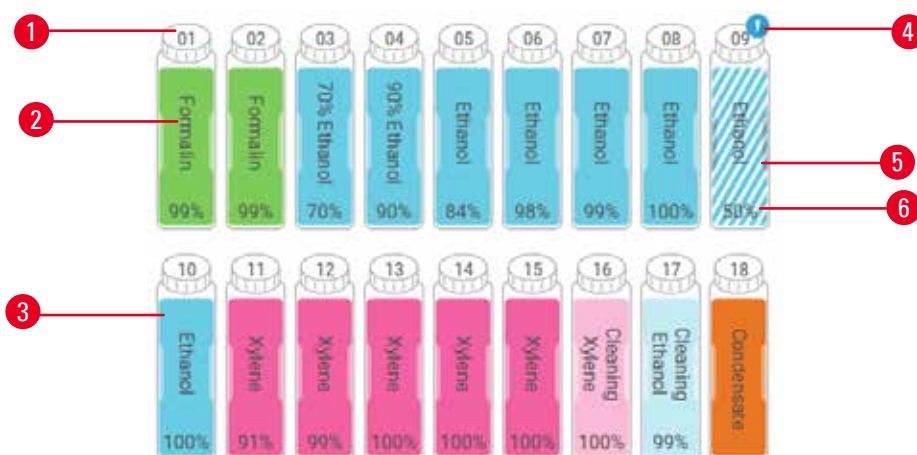 1
01 02 03 04 05 06 07 08 09 !
4
2
Formalin Formalin 70% Ethanol 90% Ethanol Ethanol Ethanol Ethanol Ethanol Ethanol
5
99% 99% 70% 90% 84% 98% 99% 100% 50%
6
10 11 12 13 14 15 16 17 18
3
Ethanol Xylene Xylene Xylene Xylene Xylene Cleaning Xylene Cleaning Ethanol Condensate
100% 91% 99% 100% 100% 100% 100% 99%